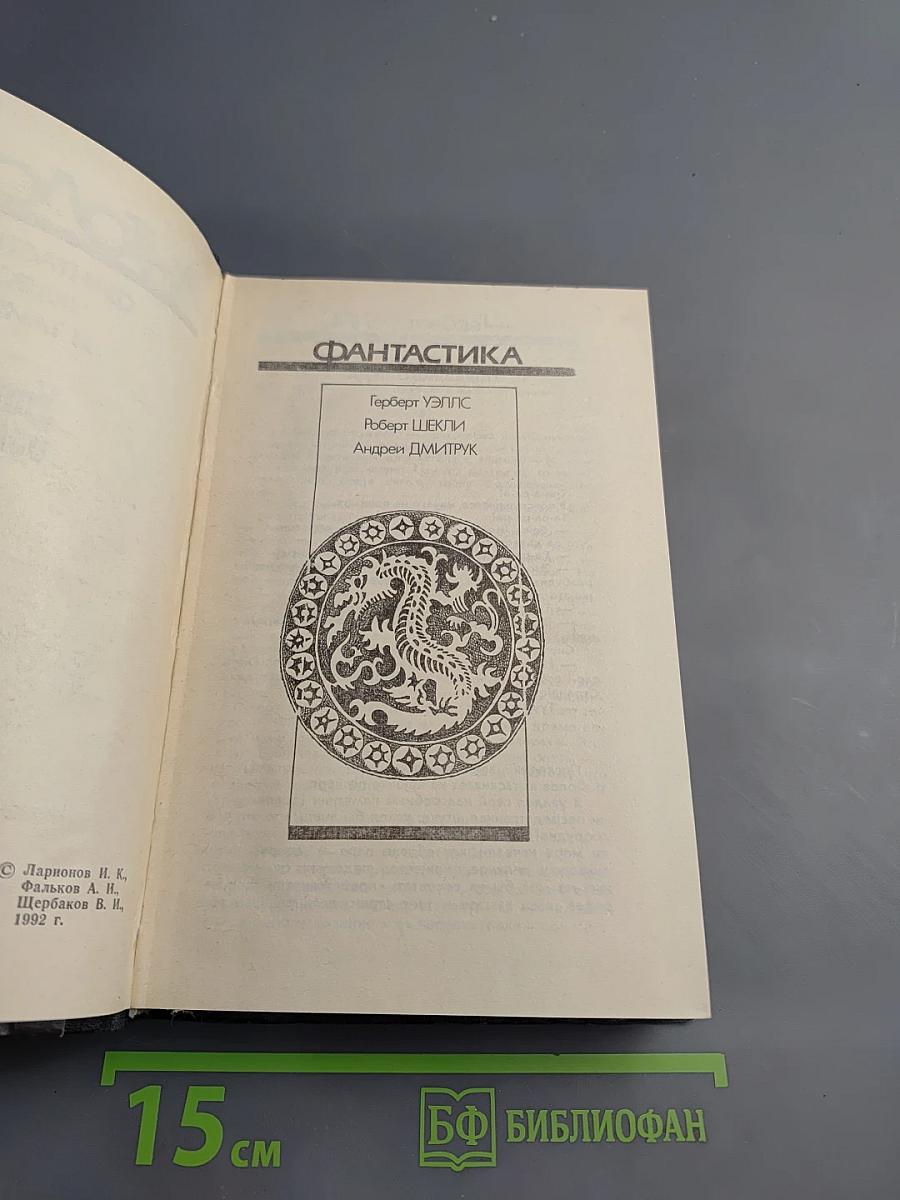 ФАНТАСТИКА
Герберт УЭЛЛС
Роберт ШЕКЛИ
Андрей ДМИТРУК
© Ларионов И. К.,
Фальков А. И.,
Щербаков В. И.,
1992 г.
15 см
БФ БИБЛИОФАН